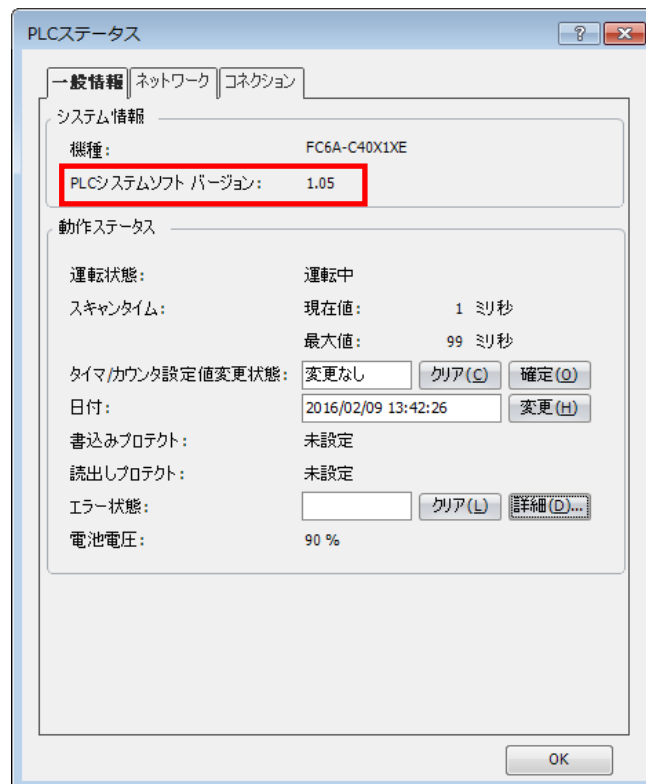 PLCステータス
一般情報 ネットワーク コネクション
システム情報
機種: FC6A-C40X1XE
PLCシステムソフト バージョン: 1.05
動作ステータス
運転状態: 運転中
スキャンタイム: 現在値: 1 ミリ秒
最大値: 99 ミリ秒
タイマ/カウンタ設定値変更状態: 変更なし クリア(C) 確定(O)
日付: 2016/02/09 13:42:26 変更(H)
書込みプロテクト: 未設定
読出しプロテクト: 未設定
エラー状態: クリア(L) 詳細(D)...
電池電圧: 90 %
OK